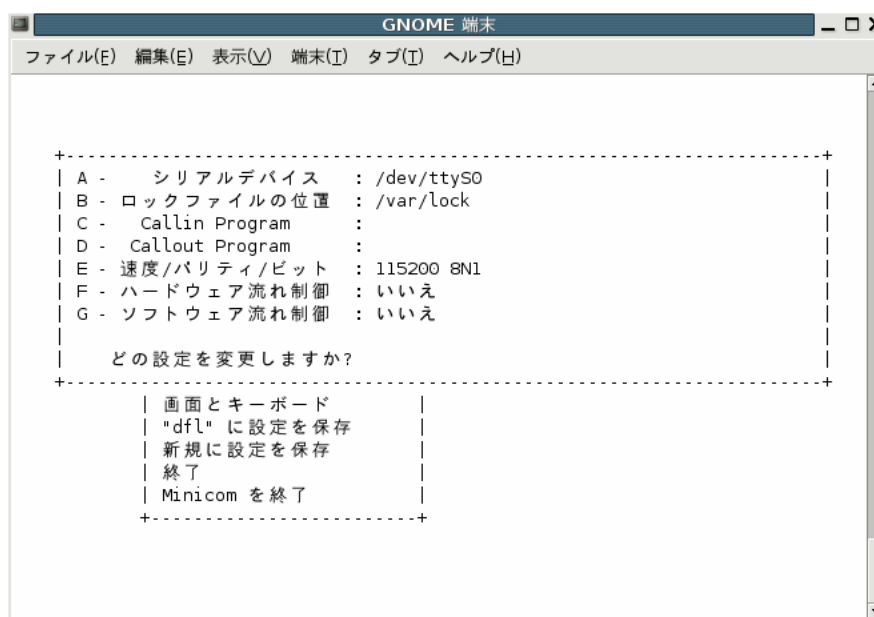 GNOME 端末
ファイル(F) 編集(E) 表示(V) 端末(T) タブ(T) ヘルプ(H)
+-----------------------------------------------------------------------+
| A - シリアルデバイス : /dev/ttyS0 |
| B - ロックファイルの位置 : /var/lock |
| C - Callin Program : |
| D - Callout Program : |
| E - 速度/パリティ/ビット : 115200 8N1 |
| F - ハードウェア流れ制御 : いいえ |
| G - ソフトウェア流れ制御 : いいえ |
| |
| どの設定を変更しますか? |
+-----------------------------------------------------------------------+
| 画面とキーボード |
| "dfl" に設定を保存 |
| 新規に設定を保存 |
| 終了 |
| Minicom を終了 |
+--------------------------+